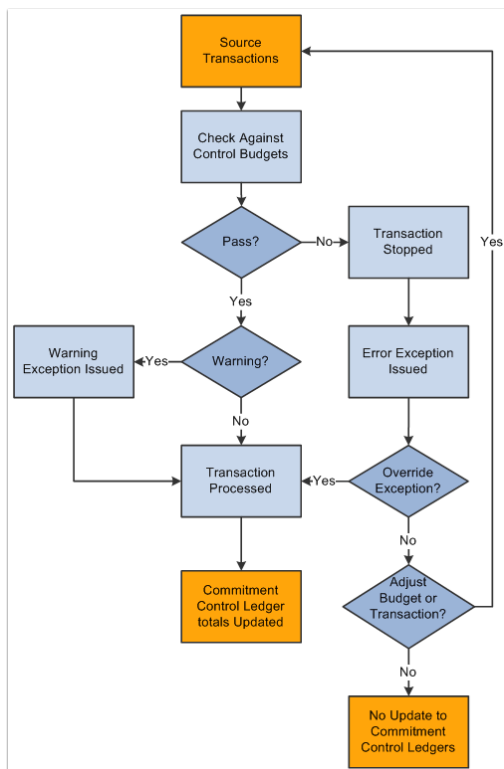 Source
Transactions
Check Against
Control Budgets
Pass?
No
Transaction
Stopped
Yes
Yes
Warning
Exception Issued
Yes
Warning?
Error Exception
Issued
No
Transaction
Processed
Yes
Override
Exception?
No
Commitment
Control Ledger
totals Updated
Adjust
Budget or
Transaction?
No
No Update to
Commitment
Control Ledgers